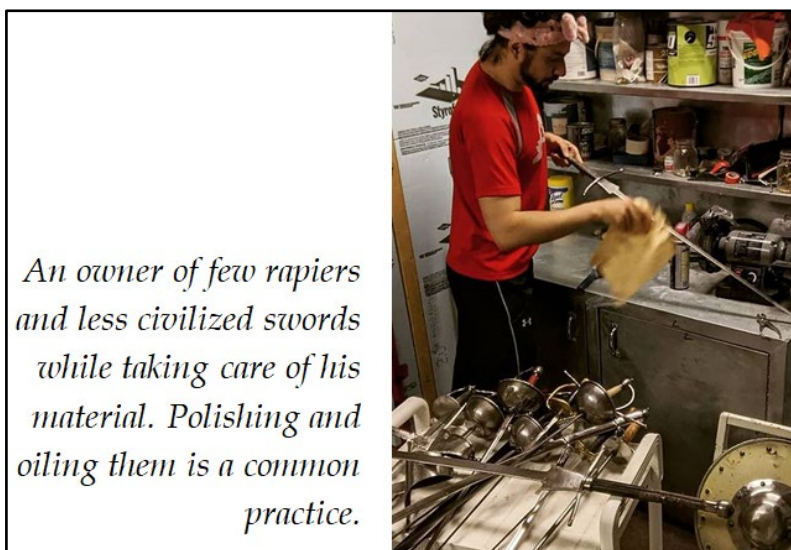 An owner of few rapiers
and less civilized swords
while taking care of his
material. Polishing and
oiling them is a common
practice.
Styrof